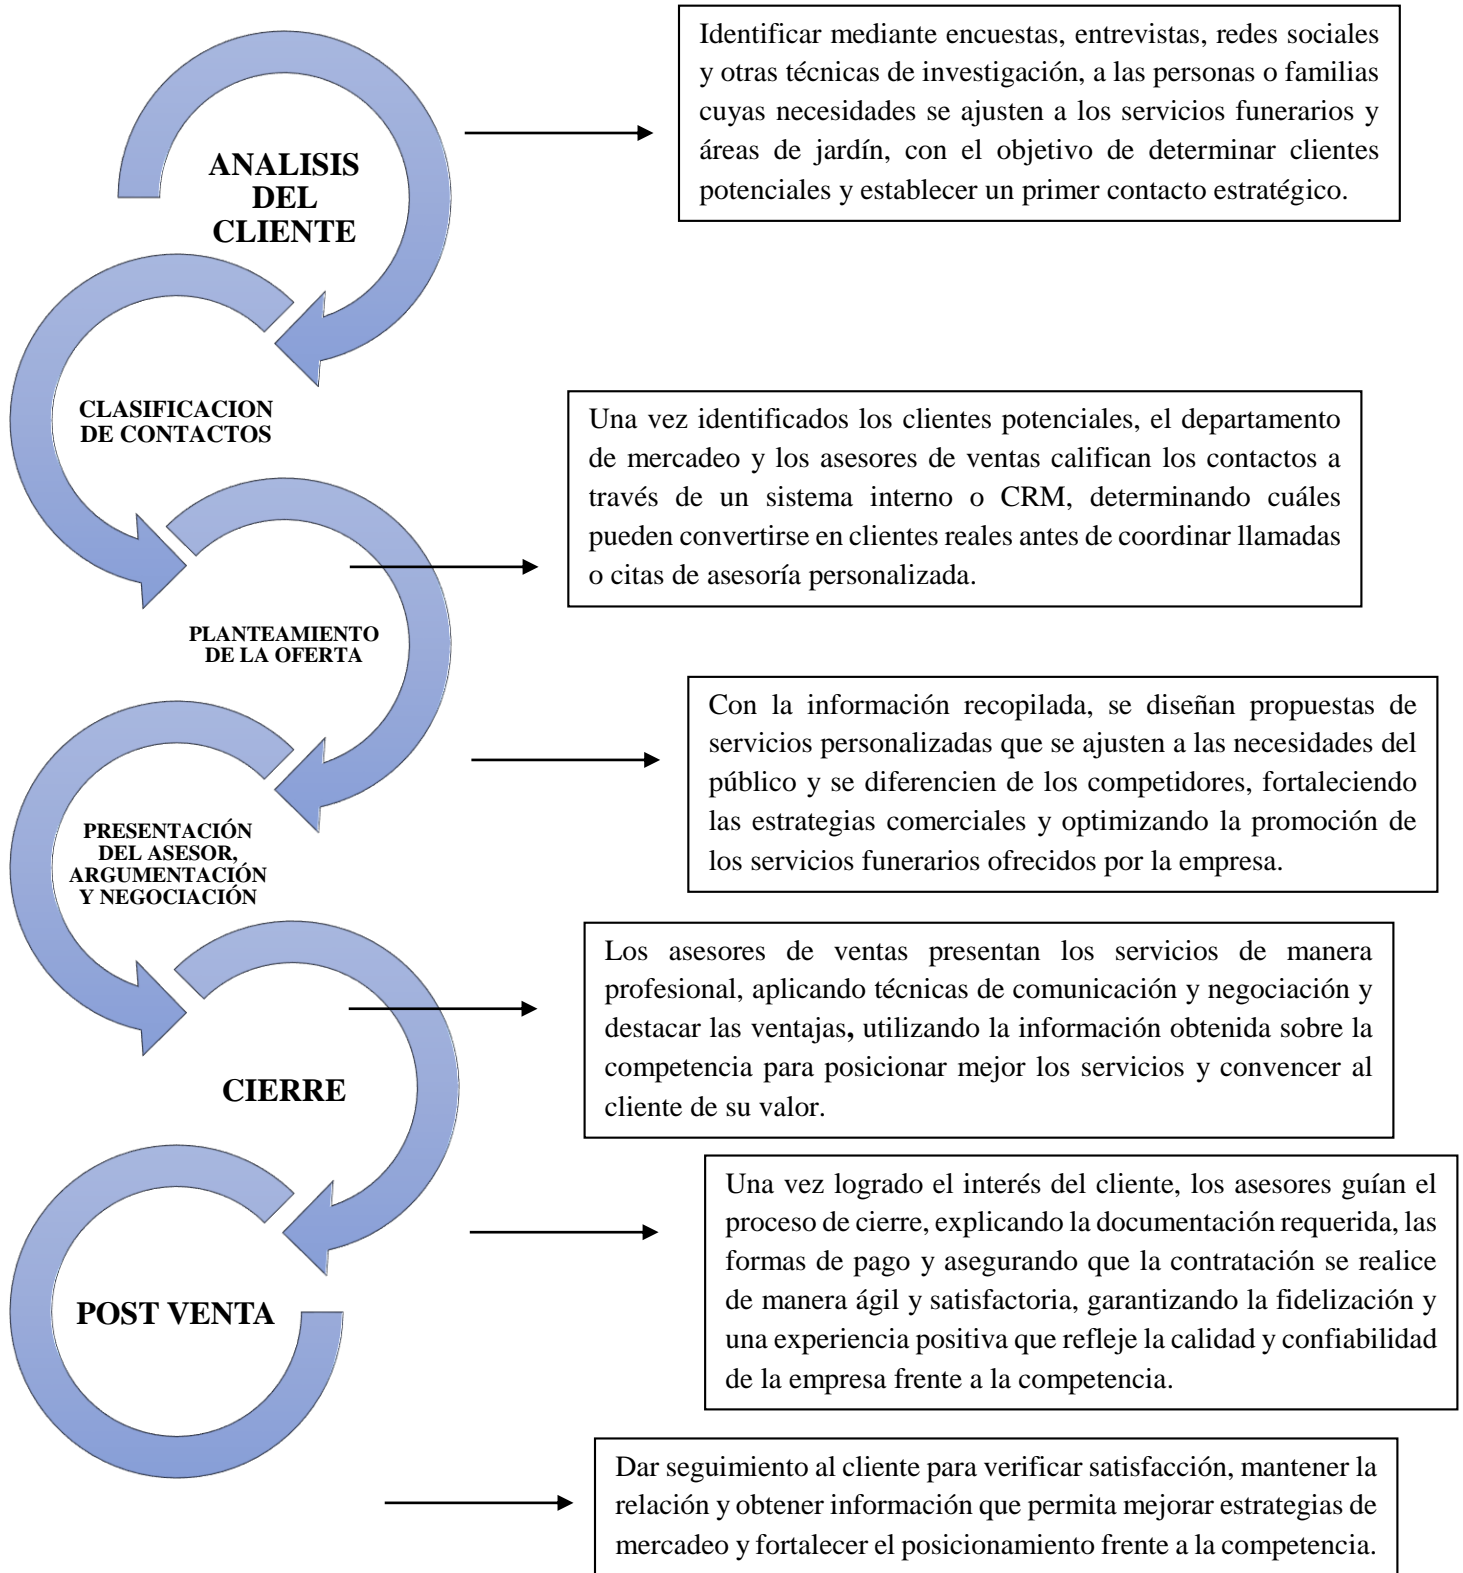 ANALISIS
DEL
CLIENTE
Identificar mediante encuestas, entrevistas, redes sociales
y otras técnicas de investigación, a las personas o familias
cuyas necesidades se ajusten a los servicios funerarios y
áreas de jardín, con el objetivo de determinar clientes
potenciales y establecer un primer contacto estratégico.
CLASIFICACION
DE CONTACTOS
Una vez identificados los clientes potenciales, el departamento
de mercadeo y los asesores de ventas califican los contactos a
través de un sistema interno o CRM, determinando cuáles
pueden convertirse en clientes reales antes de coordinar llamadas
o citas de asesoría personalizada.
PLANTEAMIENTO
DE LA OFERTA
Con la información recopilada, se diseñan propuestas de
servicios personalizadas que se ajusten a las necesidades del
público y se diferencien de los competidores, fortaleciendo
las estrategias comerciales y optimizando la promoción de
los servicios funerarios ofrecidos por la empresa.
PRESENTACIÓN
DEL ASESOR,
ARGUMENTACIÓN
Y NEGOCIACIÓN
Los asesores de ventas presentan los servicios de manera
profesional, aplicando técnicas de comunicación y negociación y
destacar las ventajas, utilizando la información obtenida sobre la
competencia para posicionar mejor los servicios y convencer al
cliente de su valor.
CIERRE
Una vez logrado el interés del cliente, los asesores guían el
proceso de cierre, explicando la documentación requerida, las
formas de pago y asegurando que la contratación se realice
de manera ágil y satisfactoria, garantizando la fidelización y
una experiencia positiva que refleje la calidad y confiabilidad
de la empresa frente a la competencia.
POST VENTA
Dar seguimiento al cliente para verificar satisfacción, mantener la
relación y obtener información que permita mejorar estrategias de
mercadeo y fortalecer el posicionamiento frente a la competencia.